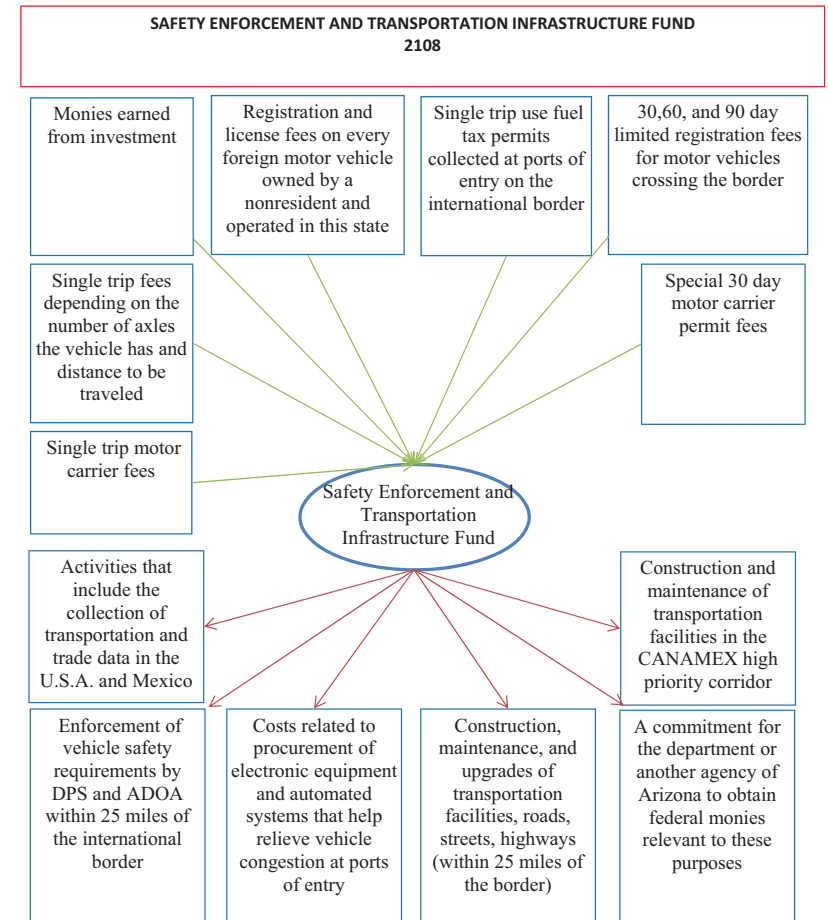 SAFETY ENFORCEMENT AND TRANSPORTATION INFRASTRUCTURE FUND
2108
Monies earned
from investment
Registration and
license fees on every
foreign motor vehicle
owned by a
nonresident and
operated in this state
Single trip use fuel
tax permits
collected at ports of
entry on the
international border
30,60, and 90 day
limited registration fees
for motor vehicles
crossing the border
Single trip fees
depending on the
number of axles
the vehicle has and
distance to be
traveled
Special 30 day
motor carrier
permit fees
Single trip motor
carrier fees
Safety Enforcement and
Transportation
Infrastructure Fund
Activities that
include the
collection of
transportation and
trade data in the
U.S.A. and Mexico
Construction and
maintenance of
transportation
facilities in the
CANAMEX high
priority corridor
Enforcement of
vehicle safety
requirements by
DPS and ADOA
within 25 miles of
the international
border
Costs related to
procurement of
electronic equipment
and automated
systems that help
relieve vehicle
congestion at ports
of entry
Construction,
maintenance, and
upgrades of
transportation
facilities, roads,
streets, highways
(within 25 miles of
the border)
A commitment for
the department or
another agency of
Arizona to obtain
federal monies
relevant to these
purposes